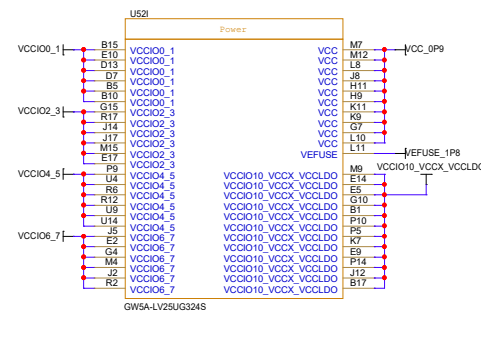 U52I
Power
VCCIO0_1 B15 VCCIO0_1 VCC M7 VCC_0P9
E10 VCCIO0_1 VCC M12
D13 VCCIO0_1 VCC L8
D7 VCCIO0_1 VCC J8
B5 VCCIO0_1 VCC H11
B10 VCCIO0_1 VCC H9
VCCIO2_3 G15 VCCIO2_3 VCC K11
R17 VCCIO2_3 VCC K9
J14 VCCIO2_3 VCC G7
J17 VCCIO2_3 VCC L10
M15 VCCIO2_3 VEFUSE L11 VEFUSE_1P8
E17 VCCIO2_3
VCCIO10_VCCX_VCCLDO
VCCIO4_5 P9 VCCIO4_5 VCCIO10_VCCX_VCCLDO M9
U4 VCCIO4_5 VCCIO10_VCCX_VCCLDO E14
R6 VCCIO4_5 VCCIO10_VCCX_VCCLDO E5
R12 VCCIO4_5 VCCIO10_VCCX_VCCLDO G10
U9 VCCIO4_5 VCCIO10_VCCX_VCCLDO B1
U14 VCCIO4_5 VCCIO10_VCCX_VCCLDO P10
VCCIO6_7 J5 VCCIO6_7 VCCIO10_VCCX_VCCLDO P5
E2 VCCIO6_7 VCCIO10_VCCX_VCCLDO K7
G4 VCCIO6_7 VCCIO10_VCCX_VCCLDO E9
M4 VCCIO6_7 VCCIO10_VCCX_VCCLDO P14
J2 VCCIO6_7 VCCIO10_VCCX_VCCLDO J12
R2 VCCIO6_7 VCCIO10_VCCX_VCCLDO B17
GW5A-LV25UG324S